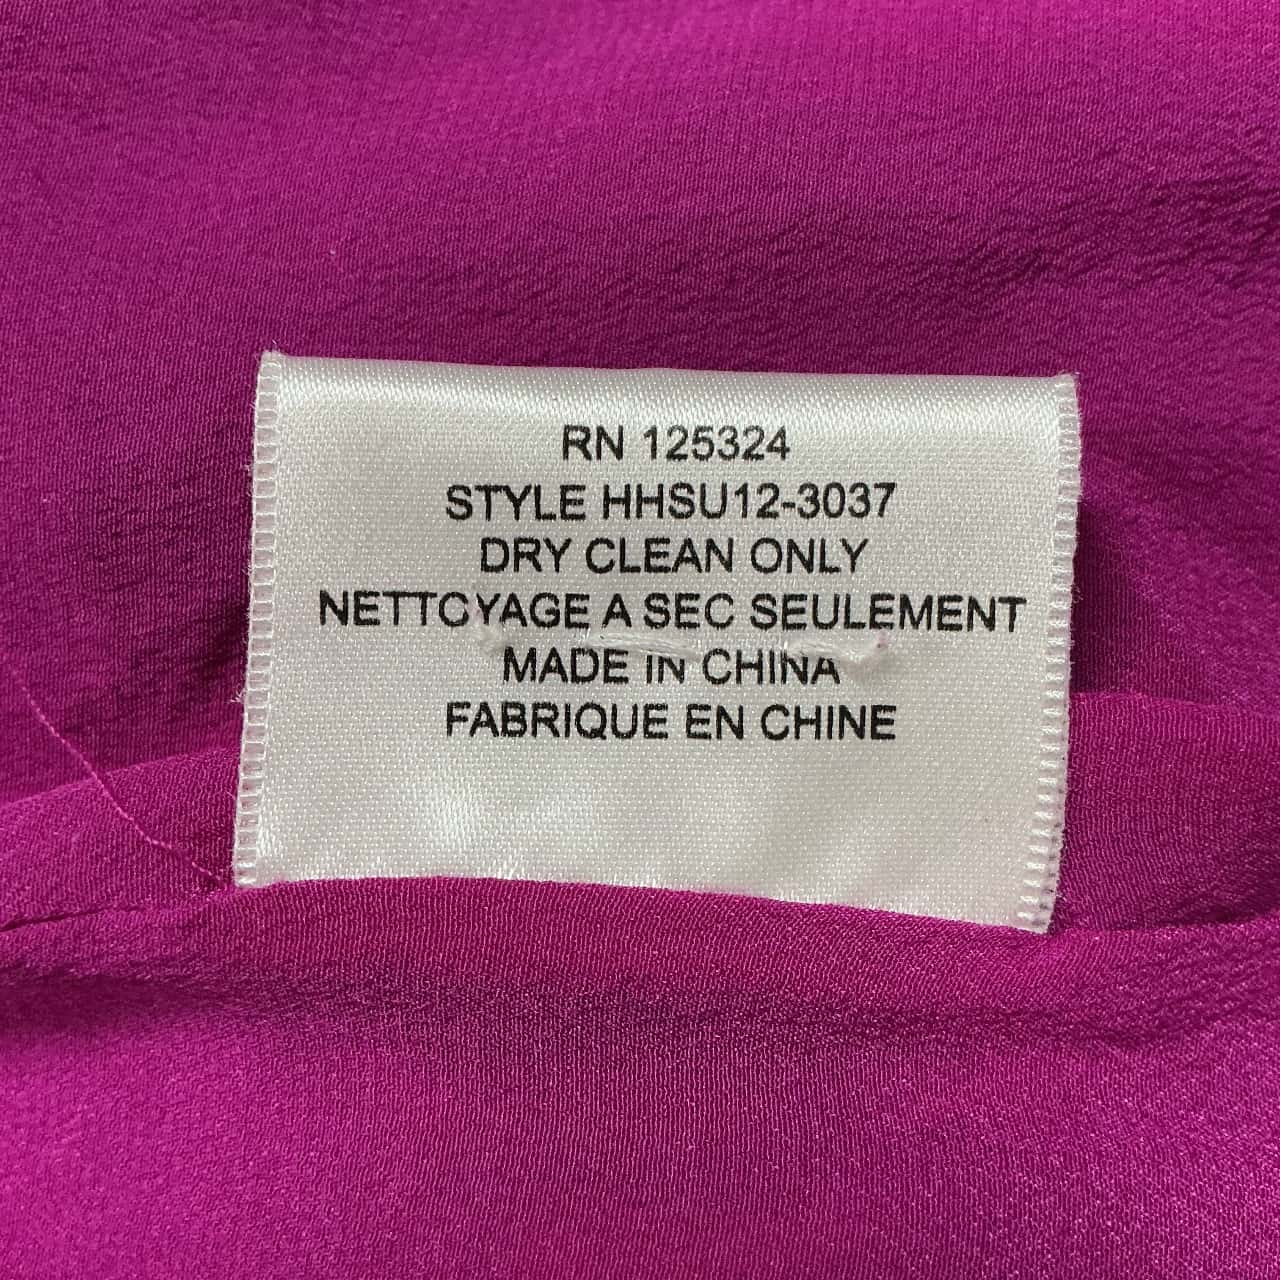 RN 125324
STYLE HHSU12-3037
DRY CLEAN ONLY
NETTOYAGE A SEC SEULEMENT
MADE IN CHINA
FABRIQUE EN CHINE